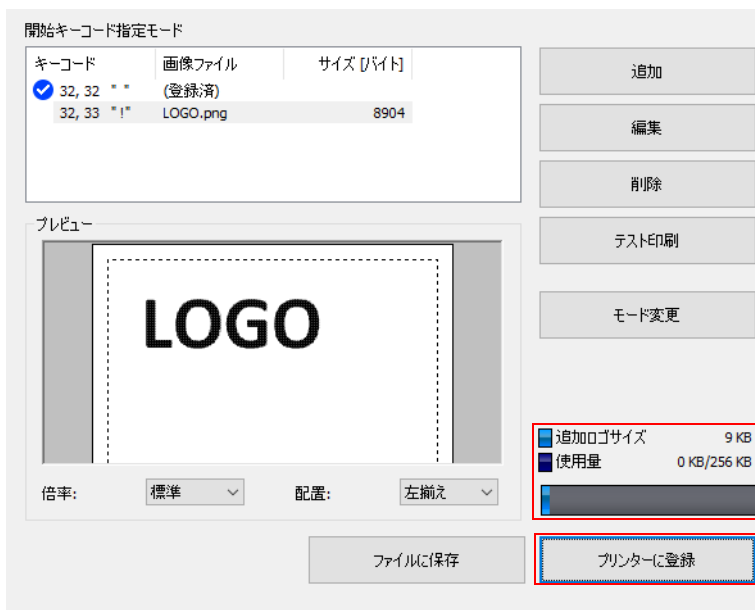 開始キーコード指定モード
キーコード 画像ファイル サイズ [バイト]
32, 32 " " (登録済)
32, 33 "!" LOGO.png 8904
追加
編集
削除
テスト印刷
モード変更
プレビュー
LOGO
追加ロゴサイズ 9 KB
使用量 0 KB/256 KB
倍率: 標準 配置: 左揃え
ファイルに保存
プリンターに登録